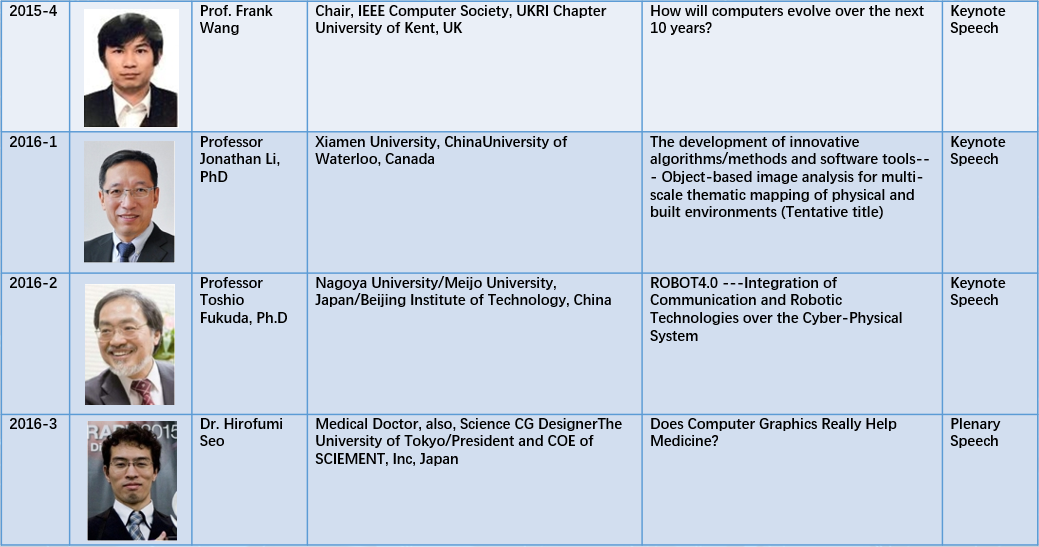 2015-4
Prof. Frank
Wang
Chair, IEEE Computer Society, UKRI Chapter
University of Kent, UK
How will computers evolve over the next
10 years?
Keynote
Speech
2016-1
Professor
Jonathan Li,
PhD
Xiamen University, ChinaUniversity of
Waterloo, Canada
The development of innovative
algorithms/methods and software tools--
- Object-based image analysis for multi-
scale thematic mapping of physical and
built environments (Tentative title)
Keynote
Speech
2016-2
Professor
Toshio
Fukuda, Ph.D
Nagoya University/Meijo University,
Japan/Beijing Institute of Technology, China
ROBOT4.0 ---Integration of
Communication and Robotic
Technologies over the Cyber-Physical
System
Keynote
Speech
2016-3
2015
Dr. Hirofumi
Seo
Medical Doctor, also, Science CG DesignerThe
University of Tokyo/President and COE of
SCIEMENT, Inc, Japan
Does Computer Graphics Really Help
Medicine?
Plenary
Speech